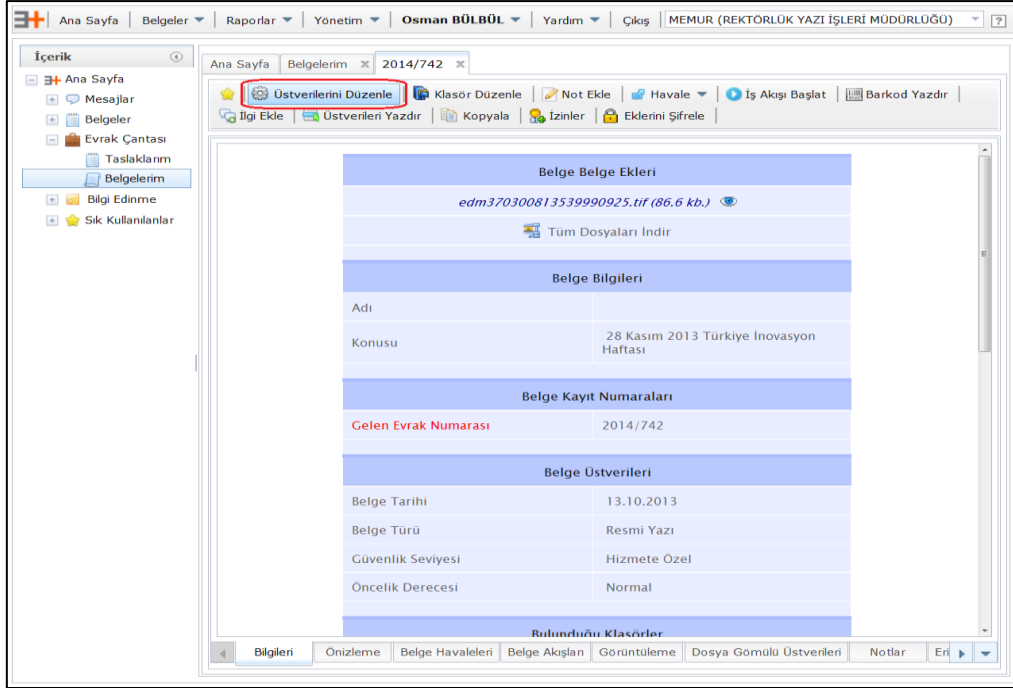 Ana Sayfa Belgeler Raporlar Yönetim Osman BÜLBÜL Yardım Çıkış MEMUR (REKTÖRLÜK YAZI İŞLERİ MÜDÜRLÜĞÜ) ?
İçerik
Ana Sayfa
Mesajlar
Belgeler
Evrak Çantası
Taslaklarım
Belgelerim
Bilgi Edinme
Sık Kullanılanlar
Ana Sayfa Belgelerim 2014/742
Üstverilerini Düzenle Klasör Düzenle Not Ekle Havale İş Akışı Başlat Barkod Yazdır
İlgi Ekle Üstverileri Yazdır Kopyala İzinler Eklerini Şifrele
Belge Belge Ekleri
edm370300813539990925.tif (86.6 kb.)
Tüm Dosyaları İndir
Belge Bilgileri
Adı
Konusu 28 Kasım 2013 Türkiye İnovasyon
Haftası
Belge Kayıt Numaraları
Gelen Evrak Numarası 2014/742
Belge Üstverileri
Belge Tarihi 13.10.2013
Belge Türü Resmi Yazı
Güvenlik Seviyesi Hizmete Özel
Öncelik Derecesi Normal
Bulunduğu Klasörler
Bilgileri Önizleme Belge Havaleleri Belge Akışları Görüntüleme Dosya Gömülü Üstverileri Notlar Eri